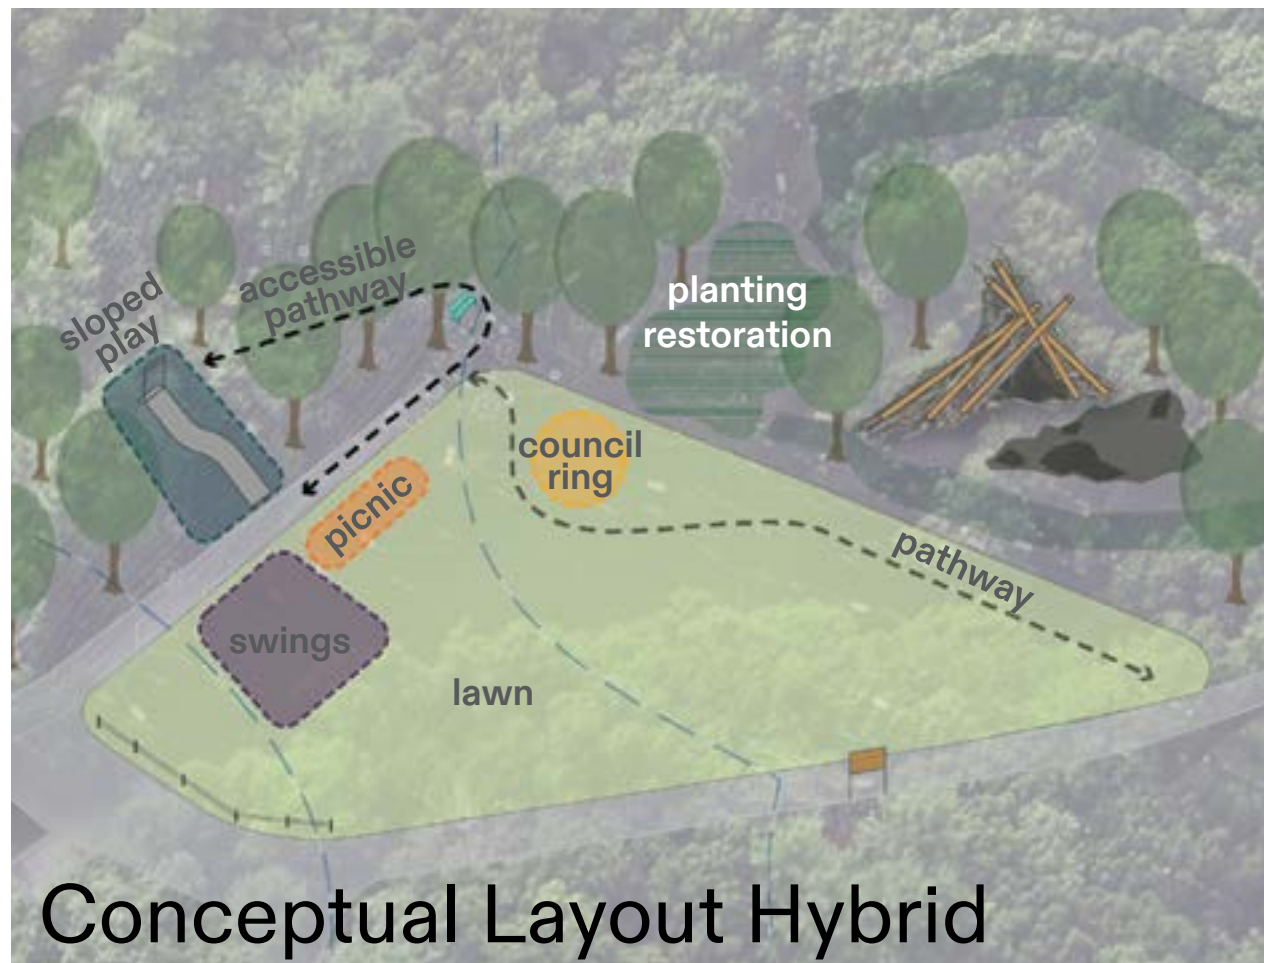 accessible
pathway
sloped
play
planting
restoration
council
ring
picnic
pathway
swings
lawn
Conceptual Layout Hybrid